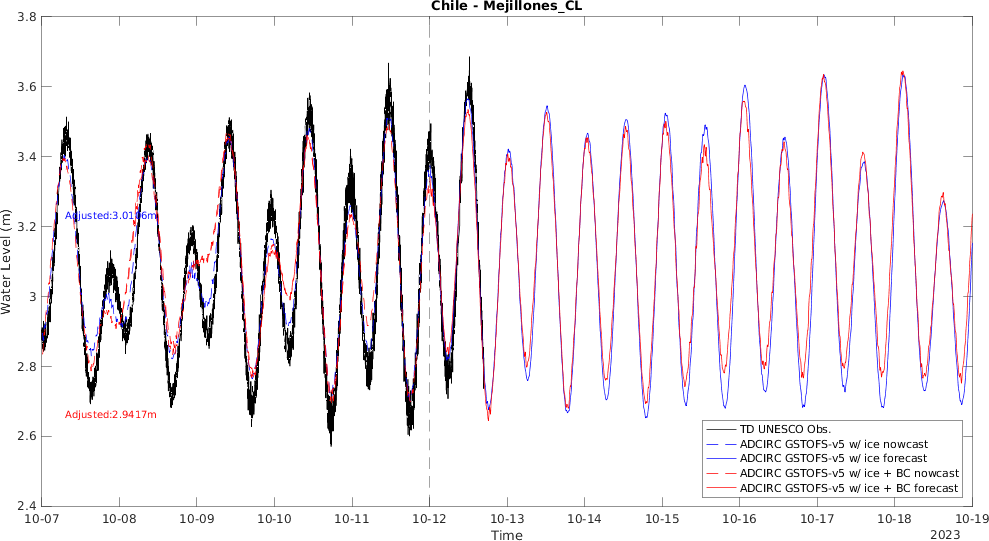 Chile - Mejillones_CL
3.8
3.6
3.4
3.2
3
2.8
2.6
2.4
Water Level (m)
Adjusted:3.0106m
Adjusted:2.9417m
TD UNESCO Obs.
ADCIRC GSTOFS-v5 w/ ice nowcast
ADCIRC GSTOFS-v5 w/ ice forecast
ADCIRC GSTOFS-v5 w/ ice + BC nowcast
ADCIRC GSTOFS-v5 w/ ice + BC forecast
10-07 10-08 10-09 10-10 10-11 10-12 10-13 10-14 10-15 10-16 10-17 10-18 10-19
Time
2023